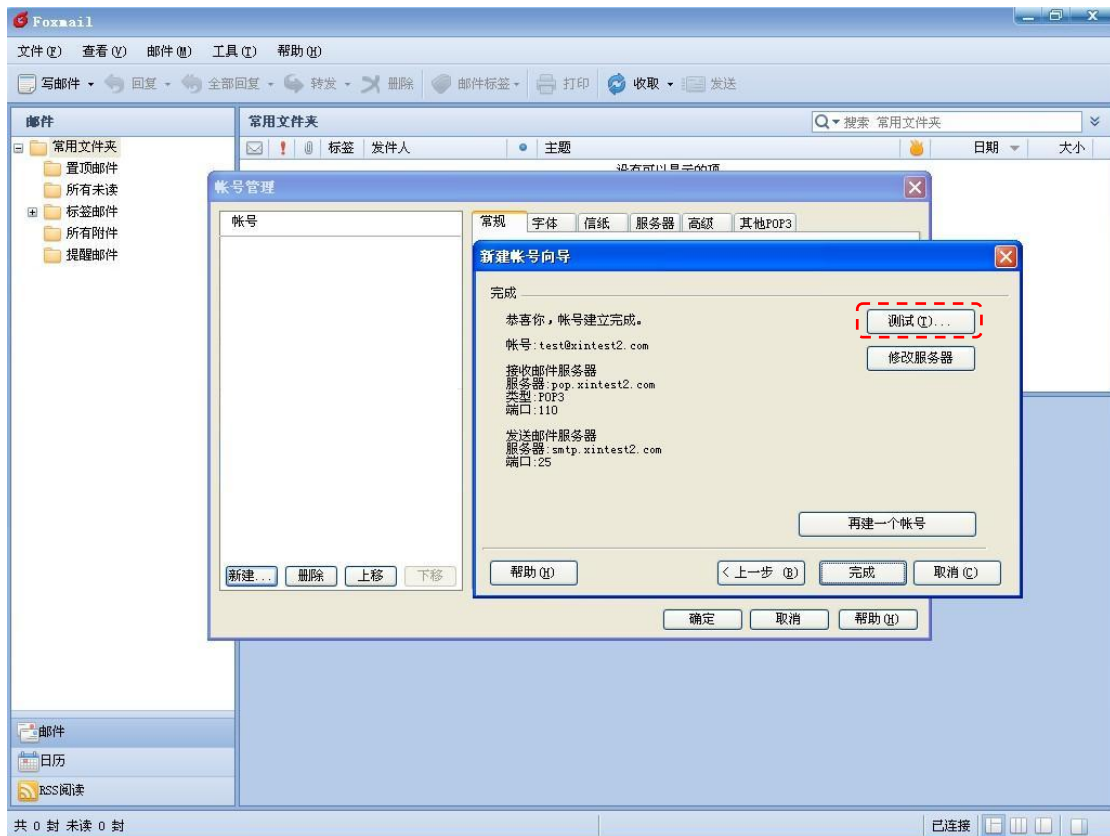 Foxmail
文件(F) 查看(V) 邮件(M) 工具(T) 帮助(H)
写邮件 回复 全部回复 转发 删除 邮件标签 打印 收取 发送
邮件
常用文件夹
搜索 常用文件夹
常用文件夹
标签 发件人 主题 日期 大小
置顶邮件
没有可以显示的项
所有未读
标签邮件
所有附件
提醒邮件
帐号管理
帐号
常规 字体 信纸 服务器 高级 其他POP3
新建帐号向导
完成
恭喜你，帐号建立完成。
测试(T)...
帐号:test@xintest2.com
修改服务器
接收邮件服务器
服务器:pop.xintest2.com
类型:POP3
端口:110
发送邮件服务器
服务器:smtp.xintest2.com
端口:25
再建一个帐号
帮助(H) <上一步(B) 完成 取消(C)
新建... 删除 上移 下移
确定 取消 帮助(H)
邮件
日历
RSS阅读
共 0 封 未读 0 封
已连接